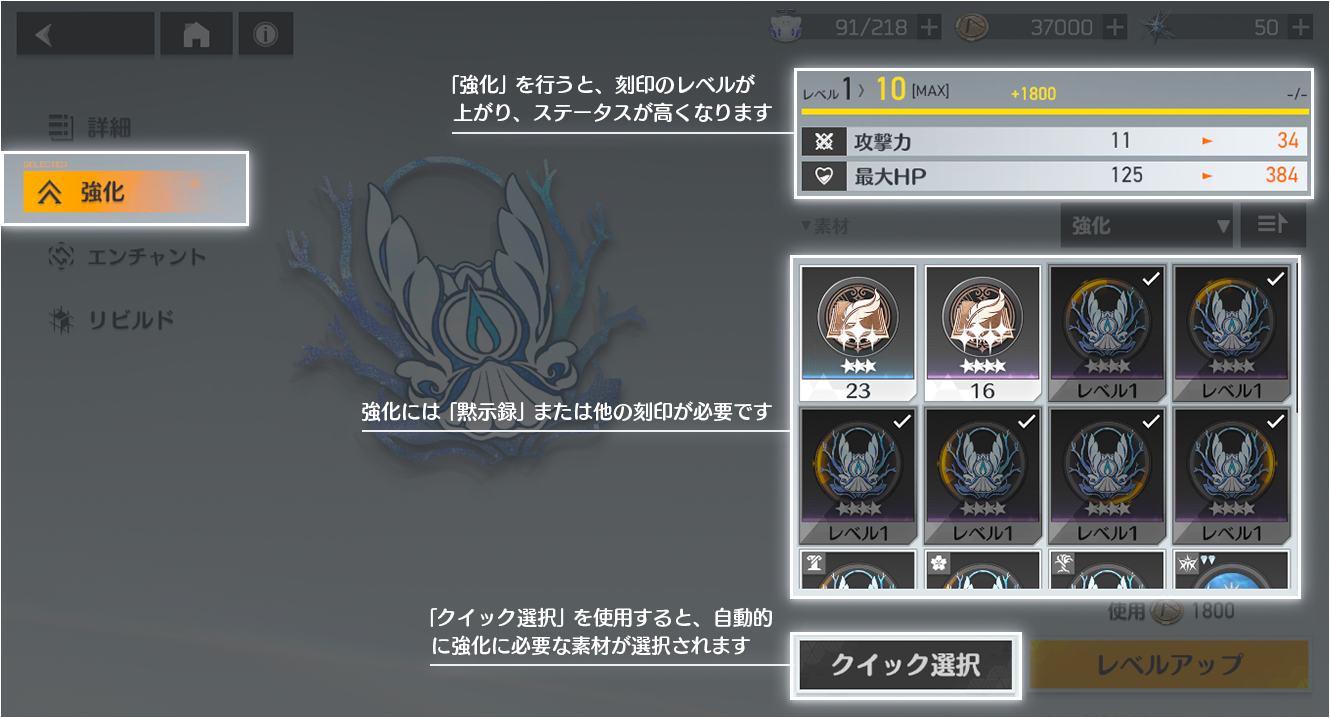 91/218 +
37000 +
50 +
「強化」を行うと、刻印のレベルが
上がり、ステータスが高くなります
レベル 1 〉 10 [MAX] +1800 -/-
攻撃力 11 ► 34
最大HP 125 ► 384
詳細
SELECTED
強化
エンチャント
リビルド
▼素材
強化 ▼
23
16
レベル1
レベル1
強化には「黙示録」または他の刻印が必要です
レベル1
レベル1
レベル1
レベル1
「クイック選択」を使用すると、自動的
に強化に必要な素材が選択されます
使用 1800
クイック選択
レベルアップ